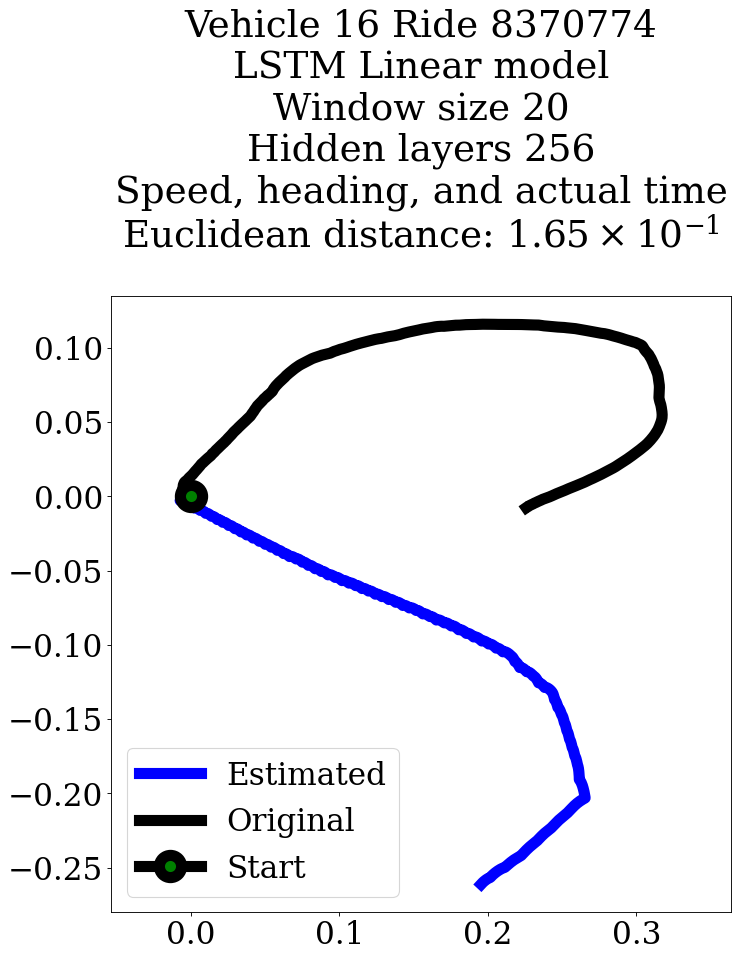 Vehicle 16 Ride 8370774
LSTM Linear model
Window size 20
Hidden layers 256
Speed, heading, and actual time
Euclidean distance: 1.65 × 10⁻¹
0.10
0.05
0.00
−0.05
−0.10
−0.15
−0.20
−0.25
Estimated
Original
Start
0.0 0.1 0.2 0.3